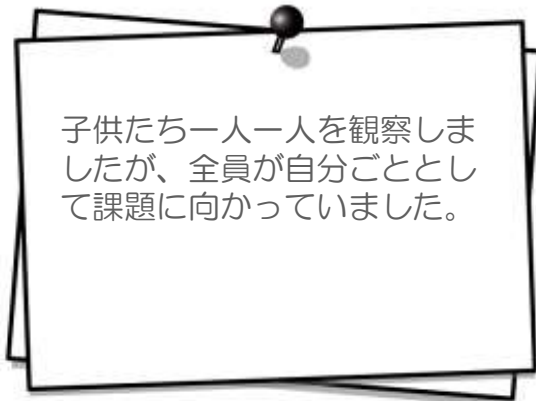 子供たち一人一人を観察しま
したが、全員が自分ごととし
て課題に向かっていました。